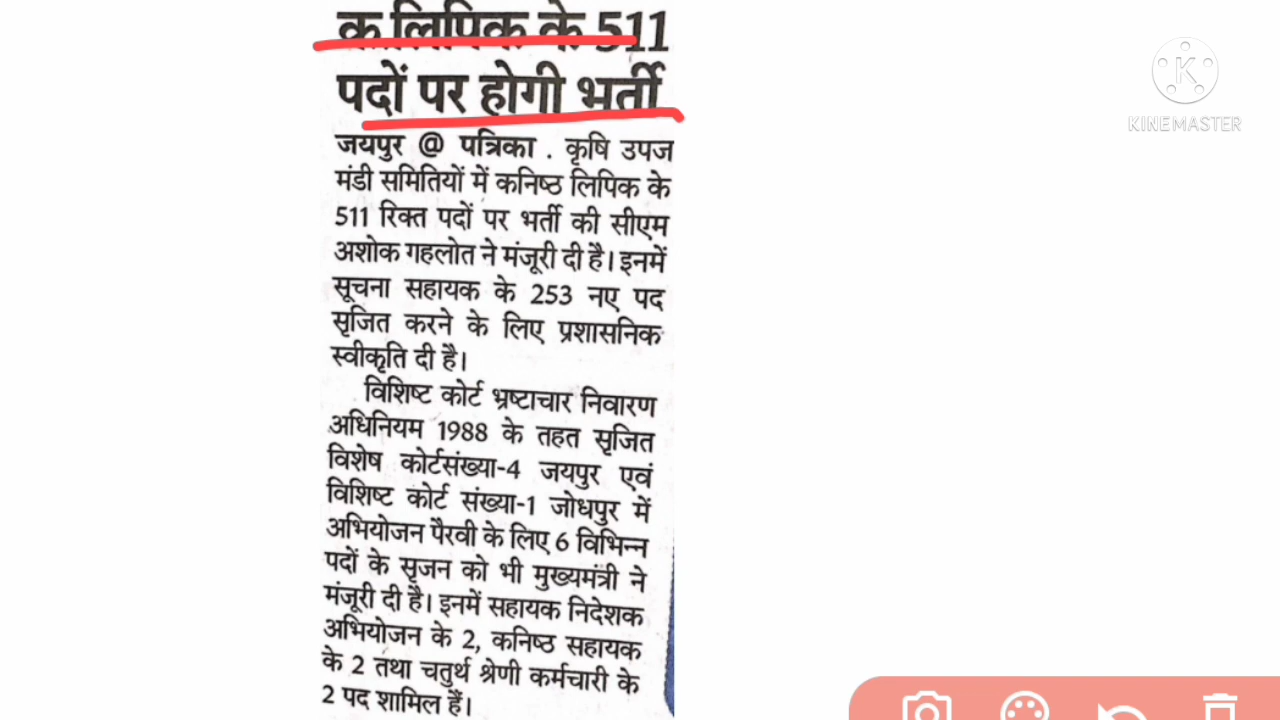 क लिपिक के 511
पदों पर होगी भर्ती
जयपुर @ पत्रिका . कृषि उपज
मंडी समितियों में कनिष्ठ लिपिक के
511 रिक्त पदों पर भर्ती की सीएम
अशोक गहलोत ने मंजूरी दी है। इनमें
सूचना सहायक के 253 नए पद
सृजित करने के लिए प्रशासनिक
स्वीकृति दी है।
विशिष्ट कोर्ट भ्रष्टाचार निवारण
अधिनियम 1988 के तहत सृजित
विशेष कोर्टसंख्या-4 जयपुर एवं
विशिष्ट कोर्ट संख्या-1 जोधपुर में
अभियोजन पैरवी के लिए 6 विभिन्न
पदों के सृजन को भी मुख्यमंत्री ने
मंजूरी दी है। इनमें सहायक निदेशक
अभियोजन के 2, कनिष्ठ सहायक
के 2 तथा चतुर्थ श्रेणी कर्मचारी के
2 पद शामिल हैं।
K
KINEMASTER